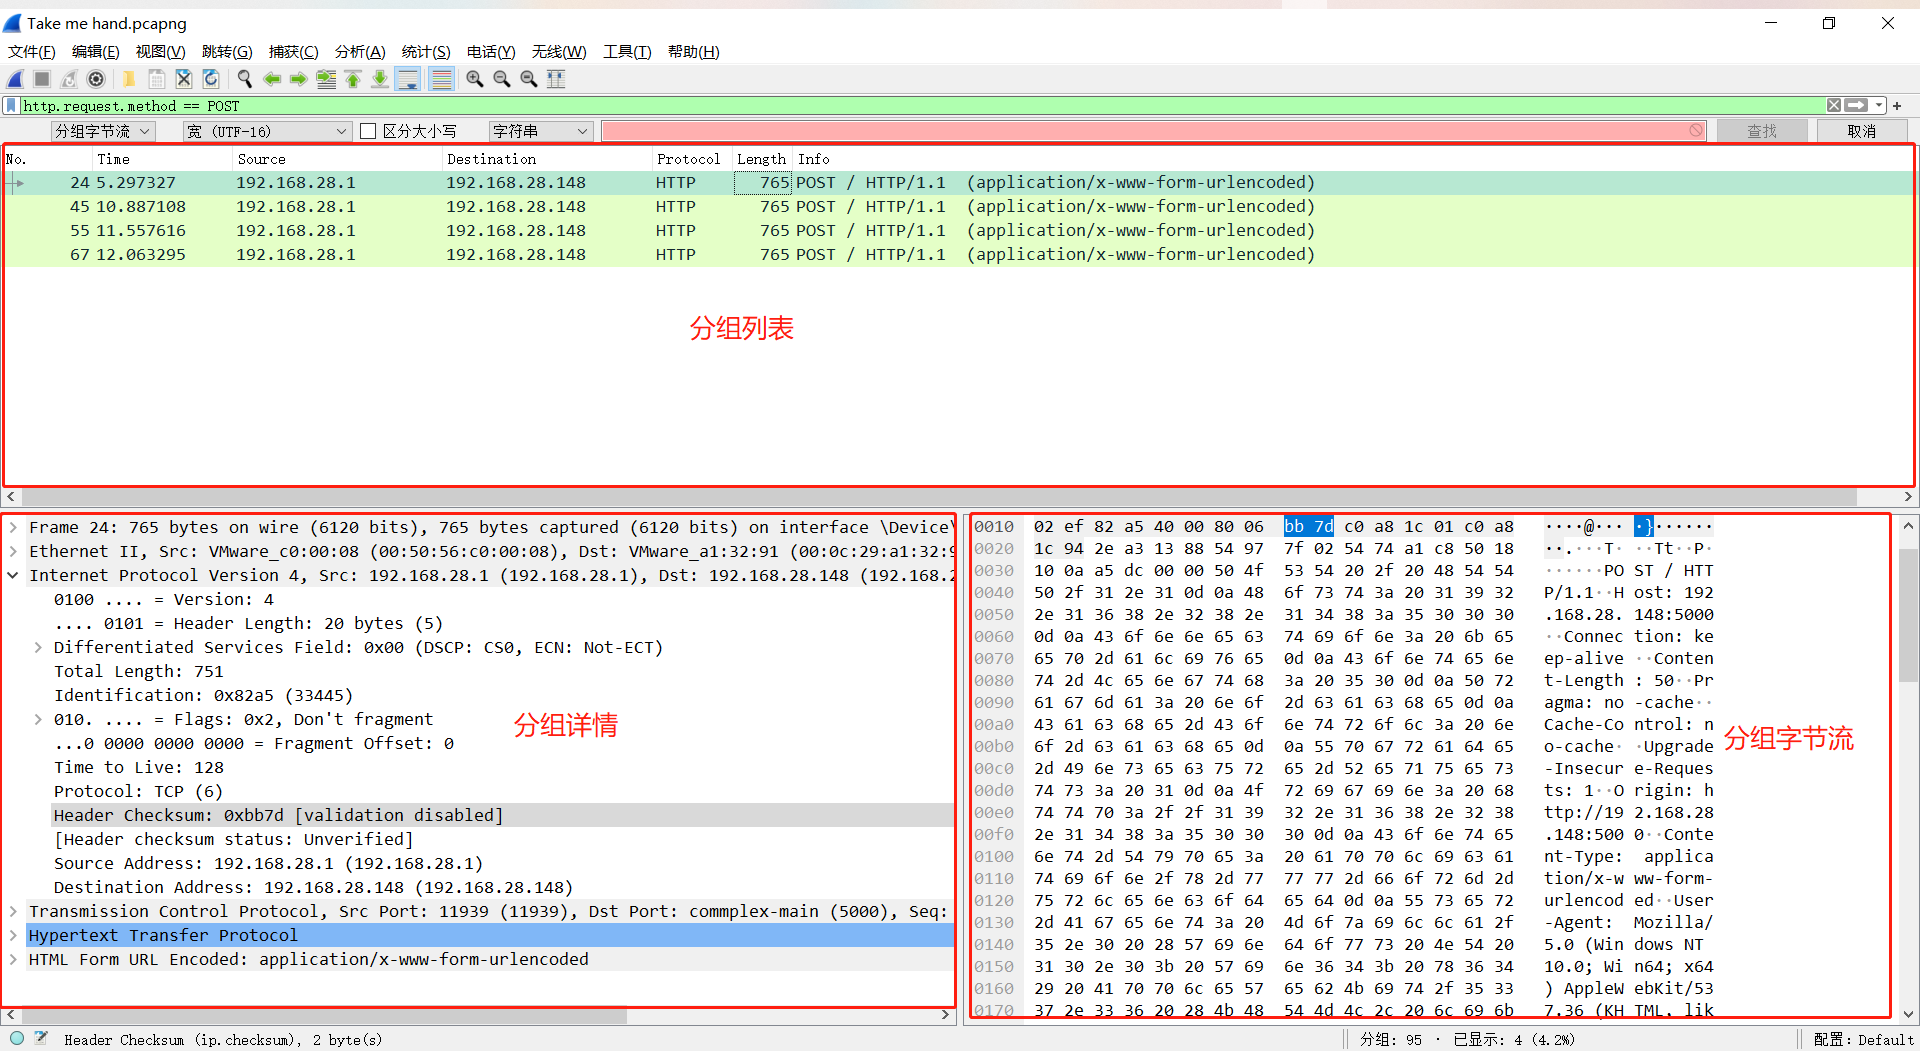 Take me hand.pcapng
文件(F) 编辑(E) 视图(V) 跳转(G) 捕获(C) 分析(A) 统计(S) 电话(Y) 无线(W) 工具(T) 帮助(H)
http.request.method == POST
分组字节流 宽 (UTF-16) 区分大小写 字符串 查找 取消
No. Time Source Destination Protocol Length Info
24 5.297327 192.168.28.1 192.168.28.148 HTTP 765 POST / HTTP/1.1 (application/x-www-form-urlencoded)
45 10.887108 192.168.28.1 192.168.28.148 HTTP 765 POST / HTTP/1.1 (application/x-www-form-urlencoded)
55 11.557616 192.168.28.1 192.168.28.148 HTTP 765 POST / HTTP/1.1 (application/x-www-form-urlencoded)
67 12.063295 192.168.28.1 192.168.28.148 HTTP 765 POST / HTTP/1.1 (application/x-www-form-urlencoded)
分组列表
Frame 24: 765 bytes on wire (6120 bits), 765 bytes captured (6120 bits) on interface \Device\
Ethernet II, Src: VMware_c0:00:08 (00:50:56:c0:00:08), Dst: VMware_a1:32:91 (00:0c:29:a1:32:9
Internet Protocol Version 4, Src: 192.168.28.1 (192.168.28.1), Dst: 192.168.28.148 (192.168.2
0100 .... = Version: 4
.... 0101 = Header Length: 20 bytes (5)
Differentiated Services Field: 0x00 (DSCP: CS0, ECN: Not-ECT)
Total Length: 751
Identification: 0x82a5 (33445)
010. .... = Flags: 0x2, Don't fragment
...0 0000 0000 0000 = Fragment Offset: 0
Time to Live: 128
Protocol: TCP (6)
Header Checksum: 0xbb7d [validation disabled]
[Header checksum status: Unverified]
Source Address: 192.168.28.1 (192.168.28.1)
Destination Address: 192.168.28.148 (192.168.28.148)
Transmission Control Protocol, Src Port: 11939 (11939), Dst Port: commplex-main (5000), Seq:
Hypertext Transfer Protocol
HTML Form URL Encoded: application/x-www-form-urlencoded
分组详情
0010 02 ef 82 a5 40 00 80 06 bb 7d c0 a8 1c 01 c0 a8 ····@··· ·}······
0020 1c 94 2e a3 13 88 54 97 7f 02 54 74 a1 c8 50 18 ··.···T· ··Tt··P·
0030 10 0a a5 dc 00 00 50 4f 53 54 20 2f 20 48 54 54 ······PO ST / HTT
0040 50 2f 31 2e 31 0d 0a 48 6f 73 74 3a 20 31 39 32 P/1.1··H ost: 192
0050 2e 31 36 38 2e 32 38 2e 31 34 38 3a 35 30 30 30 .168.28. 148:5000
0060 0d 0a 43 6f 6e 6e 65 63 74 69 6f 6e 3a 20 6b 65 ··Connec tion: ke
0070 65 70 2d 61 6c 69 76 65 0d 0a 43 6f 6e 74 65 6e ep-alive ··Conten
0080 74 2d 4c 65 6e 67 74 68 3a 20 35 30 0d 0a 50 72 t-Length : 50··Pr
0090 61 67 6d 61 3a 20 6e 6f 2d 63 61 63 68 65 0d 0a agma: no -cache··
00a0 43 61 63 68 65 2d 43 6f 6e 74 72 6f 6c 3a 20 6e Cache-Co ntrol: n
00b0 6f 2d 63 61 63 68 65 0d 0a 55 70 67 72 61 64 65 o-cache· ·Upgrade
00c0 2d 49 6e 73 65 63 75 72 65 2d 52 65 71 75 65 73 -Insecur e-Reques
00d0 74 73 3a 20 31 0d 0a 4f 72 69 67 69 6e 3a 20 68 ts: 1··O rigin: h
00e0 74 74 70 3a 2f 2f 31 39 32 2e 31 36 38 2e 32 38 ttp://19 2.168.28
00f0 2e 31 34 38 3a 35 30 30 30 0d 0a 43 6f 6e 74 65 .148:500 0··Conte
0100 6e 74 2d 54 79 70 65 3a 20 61 70 70 6c 69 63 61 nt-Type: applica
0110 74 69 6f 6e 2f 78 2d 77 77 77 2d 66 6f 72 6d 2d tion/x-w ww-form-
0120 75 72 6c 65 6e 63 6f 64 65 64 0d 0a 55 73 65 72 urlencod ed··User
0130 2d 41 67 65 6e 74 3a 20 4d 6f 7a 69 6c 6c 61 2f -Agent: Mozilla/
0140 35 2e 30 20 28 57 69 6e 64 6f 77 73 20 4e 54 20 5.0 (Win dows NT
0150 31 30 2e 30 3b 20 57 69 6e 36 34 3b 20 78 36 34 10.0; Wi n64; x64
0160 29 20 41 70 70 6c 65 57 65 62 4b 69 74 2f 35 33 ) AppleW ebKit/53
0170 37 2e 33 36 20 28 4b 48 54 4d 4c 2c 20 6c 69 6b 7.36 (KH TML, lik
分组字节流
Header Checksum (ip.checksum), 2 byte(s) 分组: 95 · 已显示: 4 (4.2%) 配置: Default